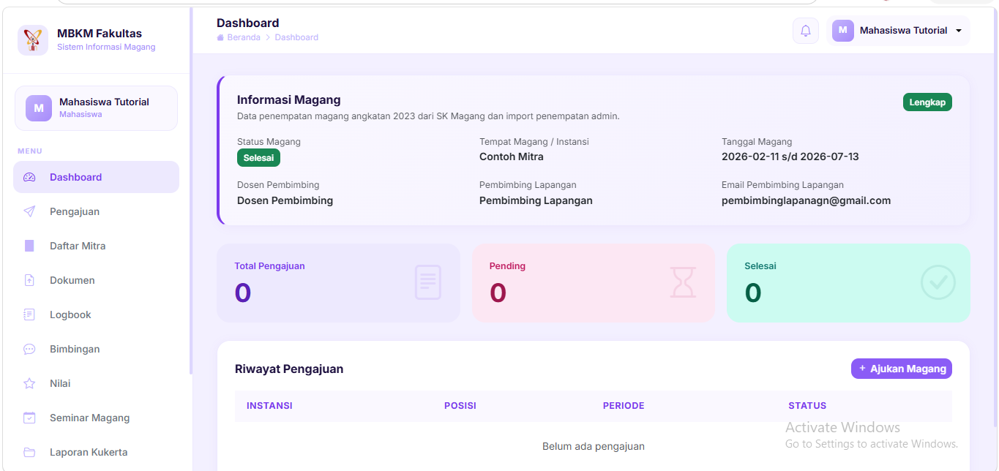 MBKM Fakultas
Sistem Informasi Magang
M
Mahasiswa Tutorial
Mahasiswa
MENU
Dashboard
Pengajuan
Daftar Mitra
Dokumen
Logbook
Bimbingan
Nilai
Seminar Magang
Laporan Kukerta
Dashboard
Beranda > Dashboard
M Mahasiswa Tutorial
Informasi Magang
Lengkap
Data penempatan magang angkatan 2023 dari SK Magang dan import penempatan admin.
Status Magang
Selesai
Tempat Magang / Instansi
Contoh Mitra
Tanggal Magang
2026-02-11 s/d 2026-07-13
Dosen Pembimbing
Dosen Pembimbing
Pembimbing Lapangan
Pembimbing Lapangan
Email Pembimbing Lapangan
pembimbinglapanagn@gmail.com
Total Pengajuan
0
Pending
0
Selesai
0
Riwayat Pengajuan
+ Ajukan Magang
INSTANSI POSISI PERIODE STATUS
Belum ada pengajuan
Activate Windows
Go to Settings to activate Windows.